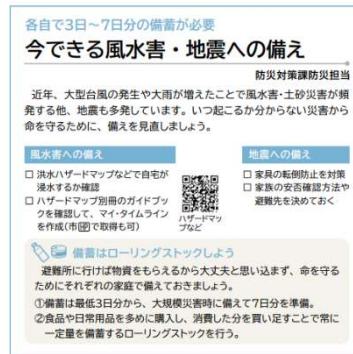 各自で3日～7日分の備蓄が必要
今できる風水害・地震への備え
防災対策課防災担当
近年、大型台風の発生や大雨が増えたことで風水害・土砂災害が頻
発する他、地震も多発しています。いつ起こるか分からない災害から
命を守るために、備えを見直しましょう。
風水害への備え
□ 洪水ハザードマップなどで自宅が
浸水するか確認
□ ハザードマップ別冊のガイドブッ
クを確認して、マイ・タイムライン
を作成(市HPで取得も可)
ハザードマッ
プなど
地震への備え
□ 家具の転倒防止を対策
□ 家族の安否確認方法や
避難先を決めておく
備蓄はローリングストックしよう
避難所に行けば物資をもらえるから大丈夫と思い込まず、命を守る
ためにそれぞれの家庭で備えておきましょう。
①備蓄は最低3日分から、大規模災害時に備えて7日分を準備。
②食品や日常用品を多めに購入し、消費した分を買い足すことで常に
一定量を備蓄するローリングストックを行う。